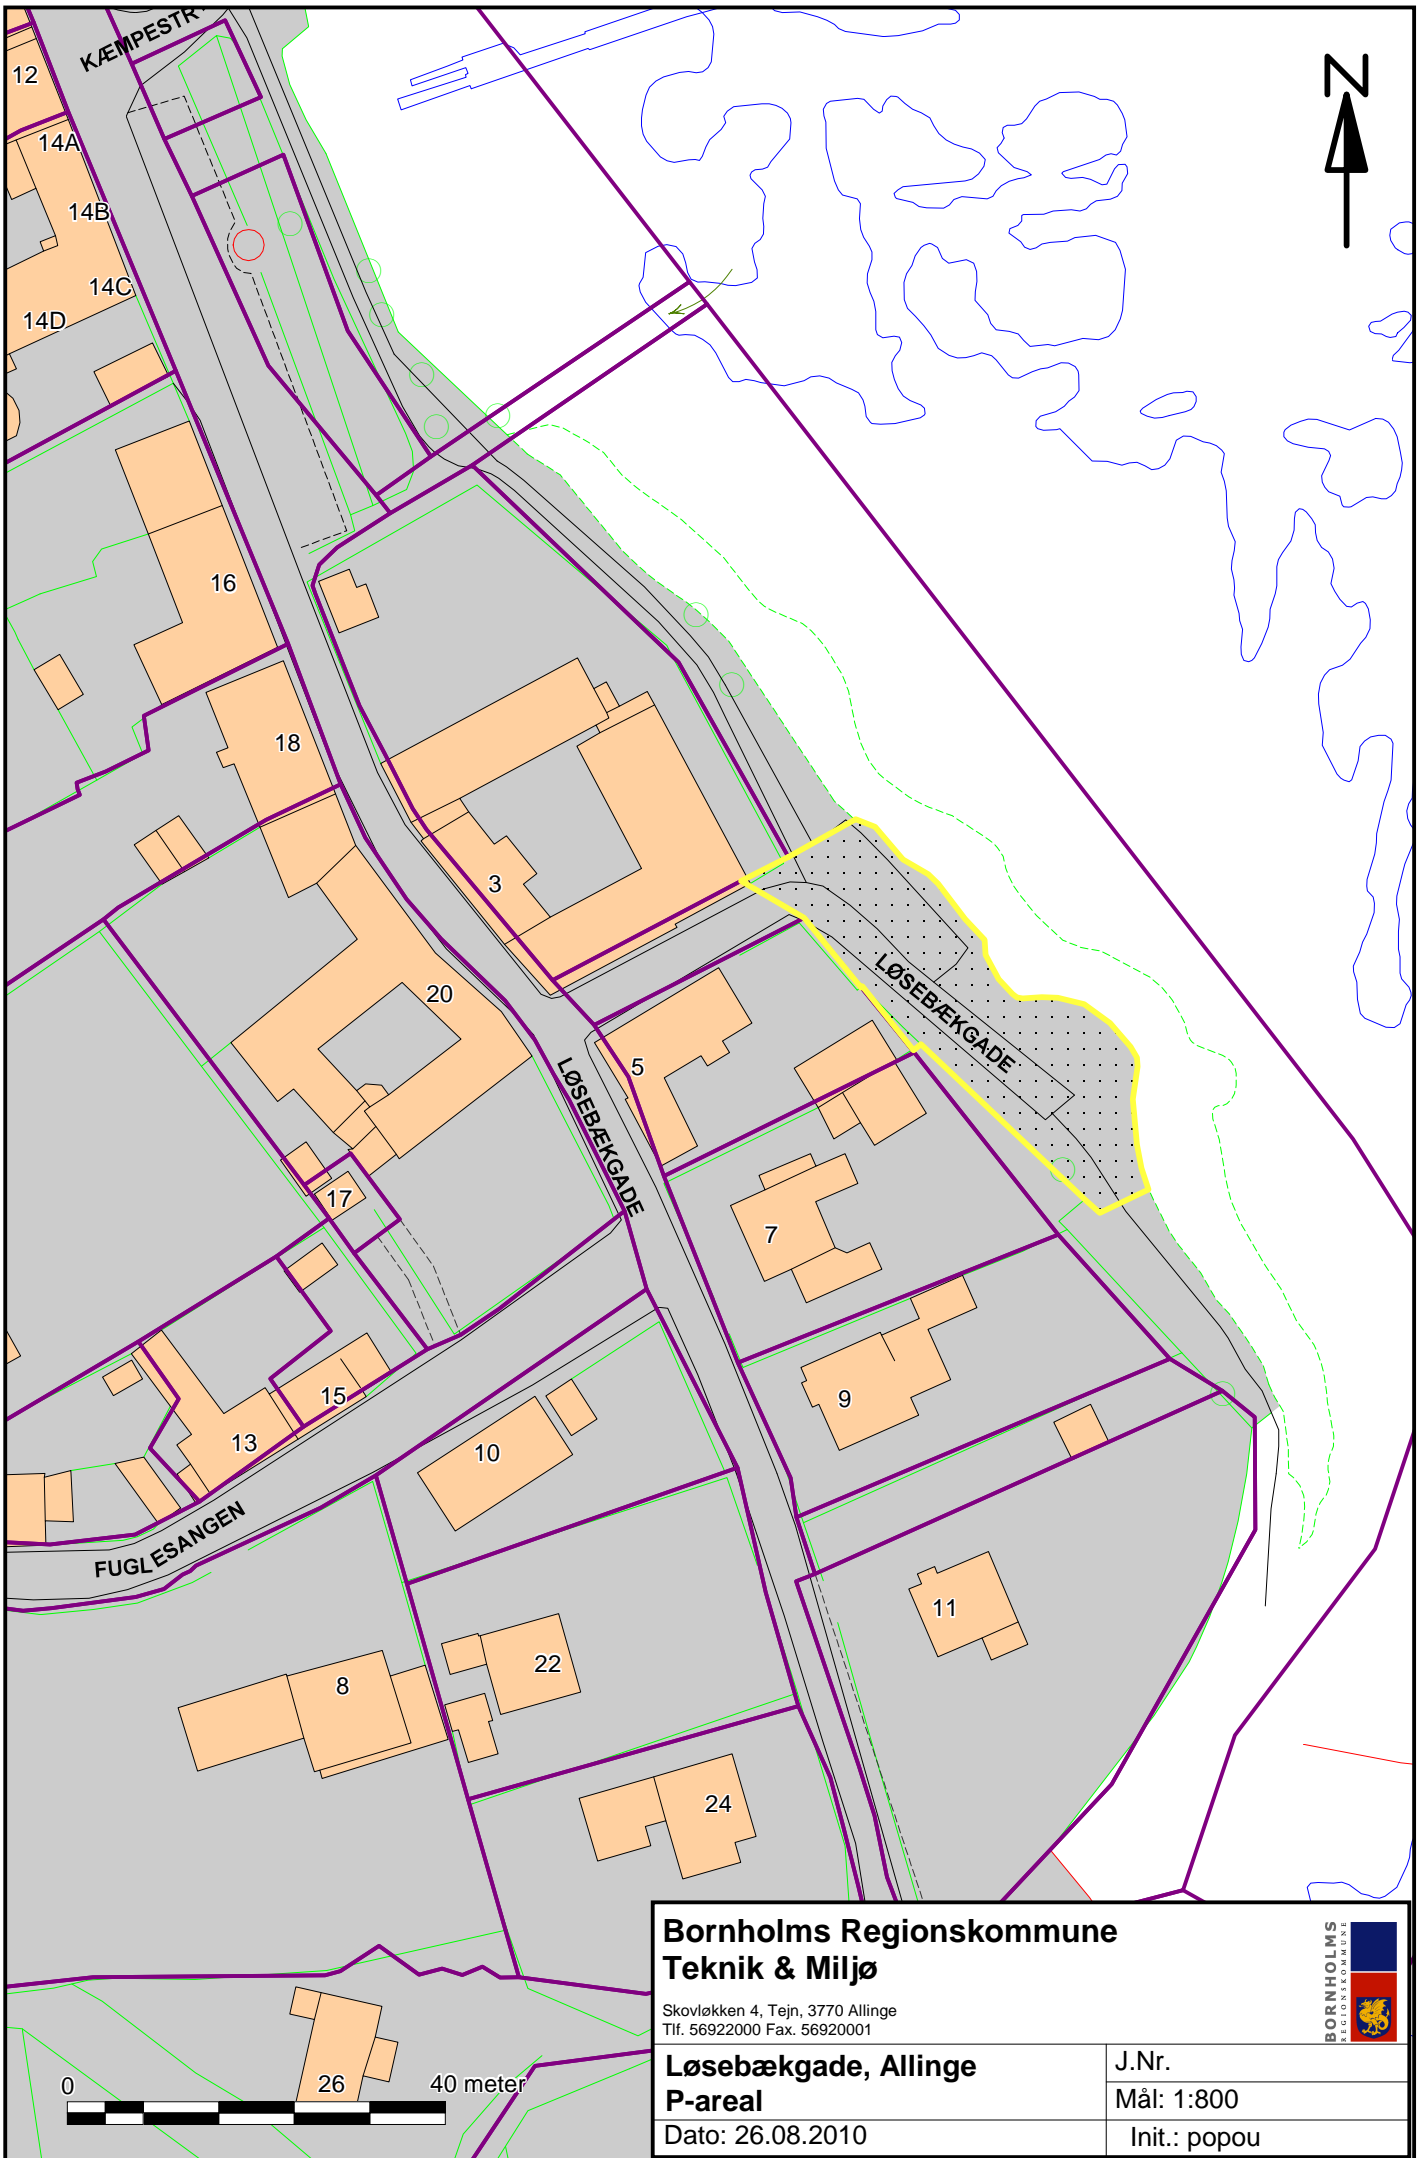 KÆMPESTR
N
12
14A
14B
14C
14D
16
18
3
20
LØSEBÆKGADE
LØSEBÆKGADE
5
17
7
15
9
13
10
FUGLESANGEN
11
22
8
24
26
0 40 meter
Bornholms Regionskommune
Teknik & Miljø
Skovløkken 4, Tejn, 3770 Allinge
Tlf. 56922000 Fax. 56920001
BORNHOLMS
REGIONSKOMMUNE
Løsebækgade, Allinge
P-areal
J.Nr.
Mål: 1:800
Dato: 26.08.2010
Init.: popou